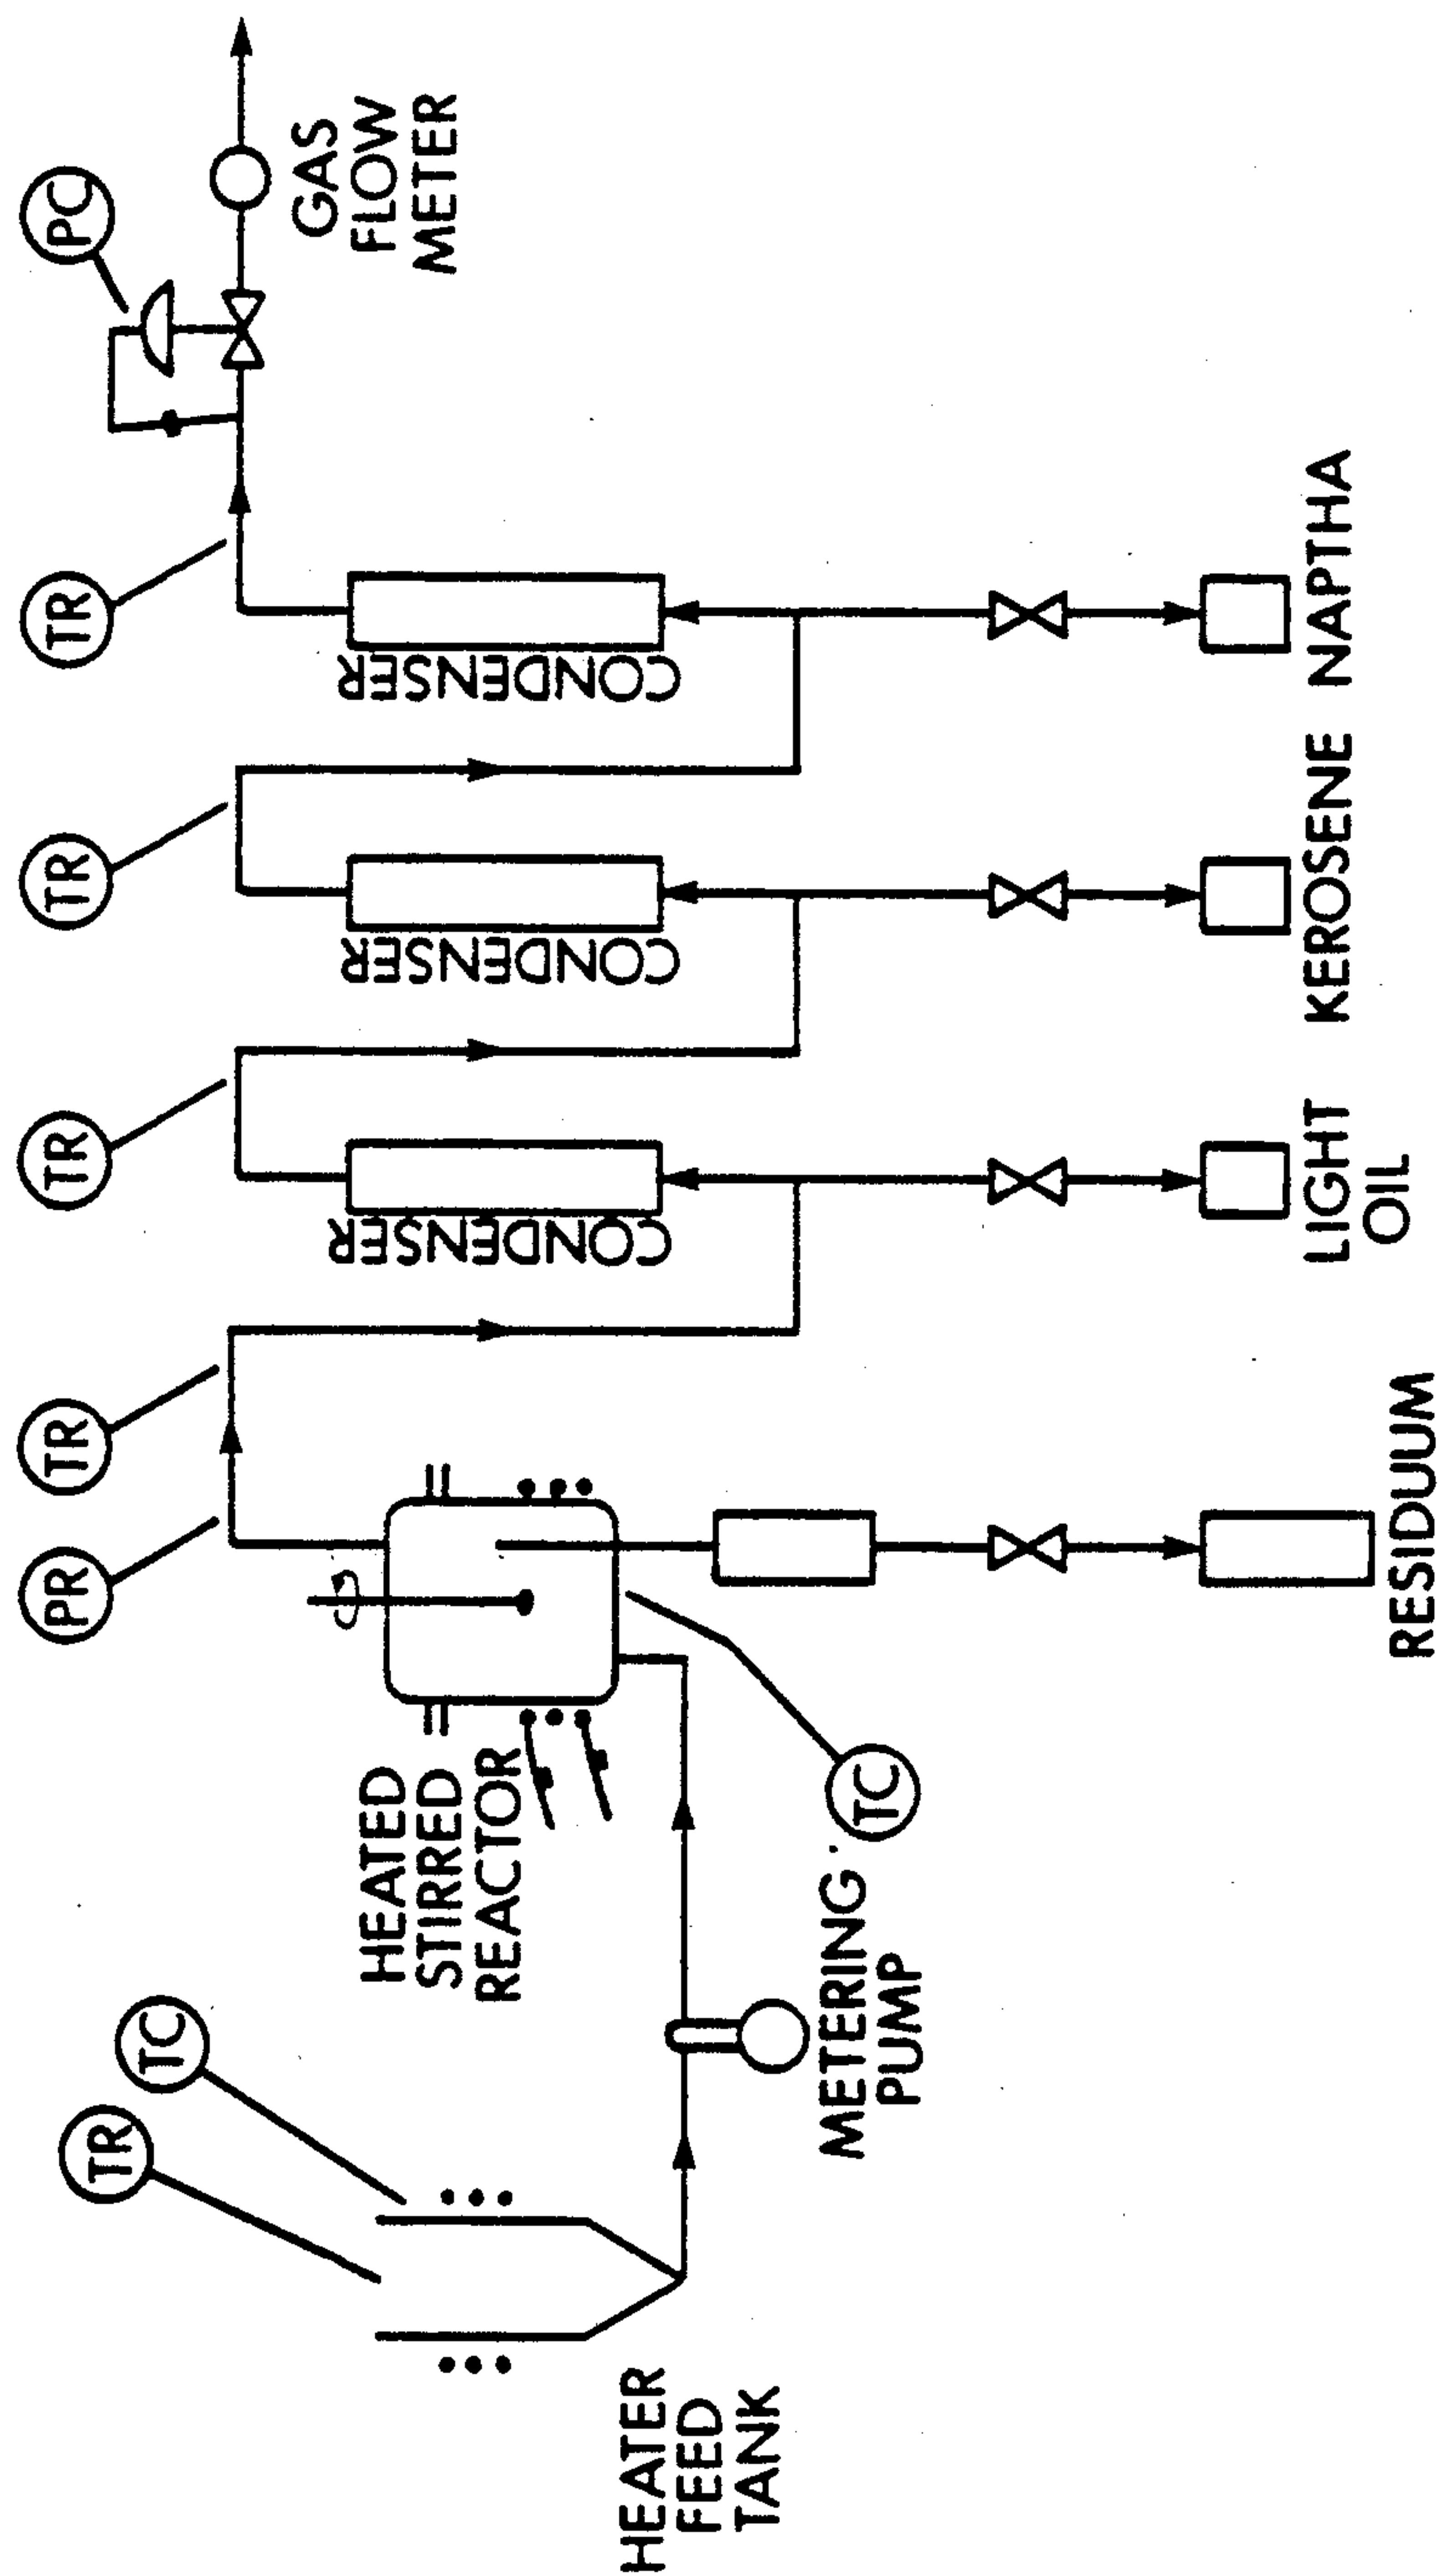 TR
TC
PR
TR
TR
TR
TR
PC
HEATER
FEED
TANK
METERING
PUMP
TC
HEATED
STIRRED
REACTOR
CONDENSER
CONDENSER
CONDENSER
GAS
FLOW
METER
RESIDUUM
LIGHT
OIL
KEROSENE
NAPTHA